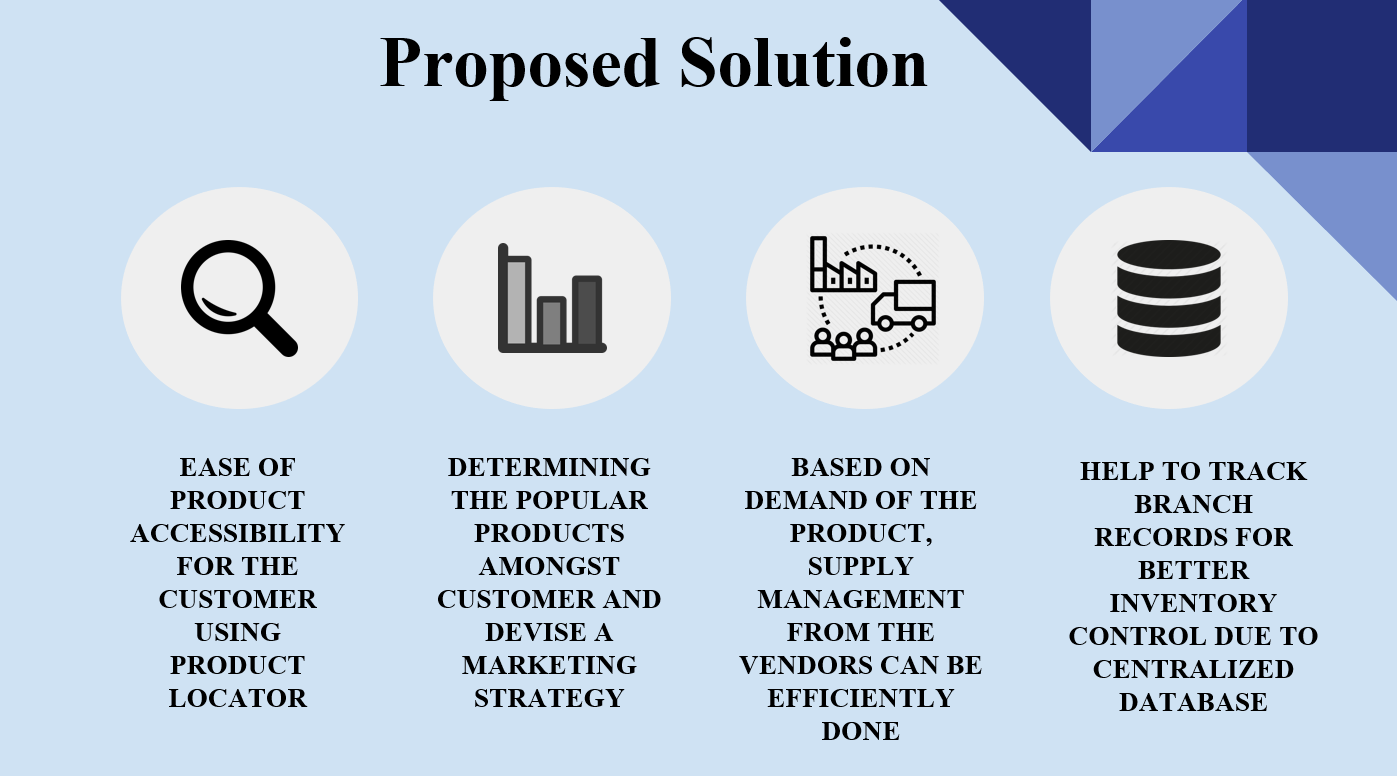 Proposed Solution
EASE OF
PRODUCT
ACCESSIBILITY
FOR THE
CUSTOMER
USING
PRODUCT
LOCATOR
DETERMINING
THE POPULAR
PRODUCTS
AMONGST
CUSTOMER AND
DEVISE A
MARKETING
STRATEGY
BASED ON
DEMAND OF THE
PRODUCT,
SUPPLY
MANAGEMENT
FROM THE
VENDORS CAN BE
EFFICIENTLY
DONE
HELP TO TRACK
BRANCH
RECORDS FOR
BETTER
INVENTORY
CONTROL DUE TO
CENTRALIZED
DATABASE